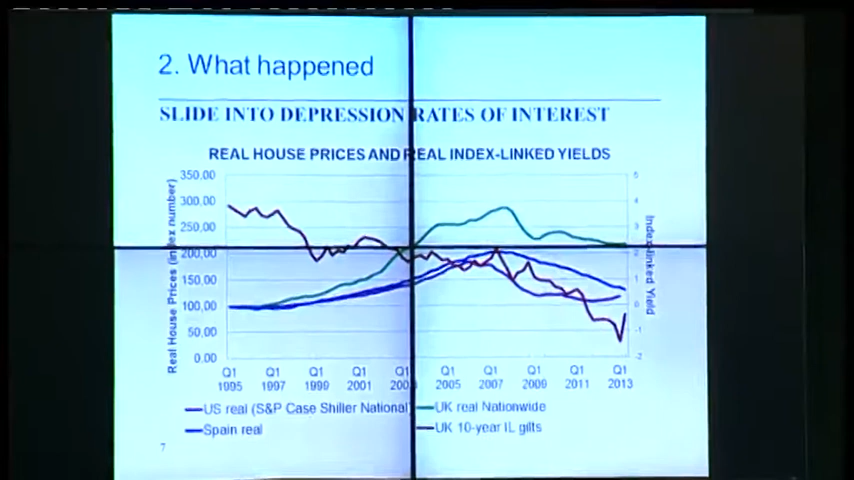 2. What happened
SLIDE INTO DEPRESSION RATES OF INTEREST
REAL HOUSE PRICES AND REAL INDEX-LINKED YIELDS
350.00
300.00
250.00
200.00
150.00
100.00
50.00
0.00
Real House Prices (index number)
5
4
3
2
1
0
-1
-2
Index-linked Yield
Q1 Q1 Q1 Q1 Q1 Q1 Q1 Q1 Q1 Q1
1995 1997 1999 2001 2005 2007 2009 2011 2013
US real (S&P Case Shiller National) UK real Nationwide
Spain real UK 10-year IL gilts
7